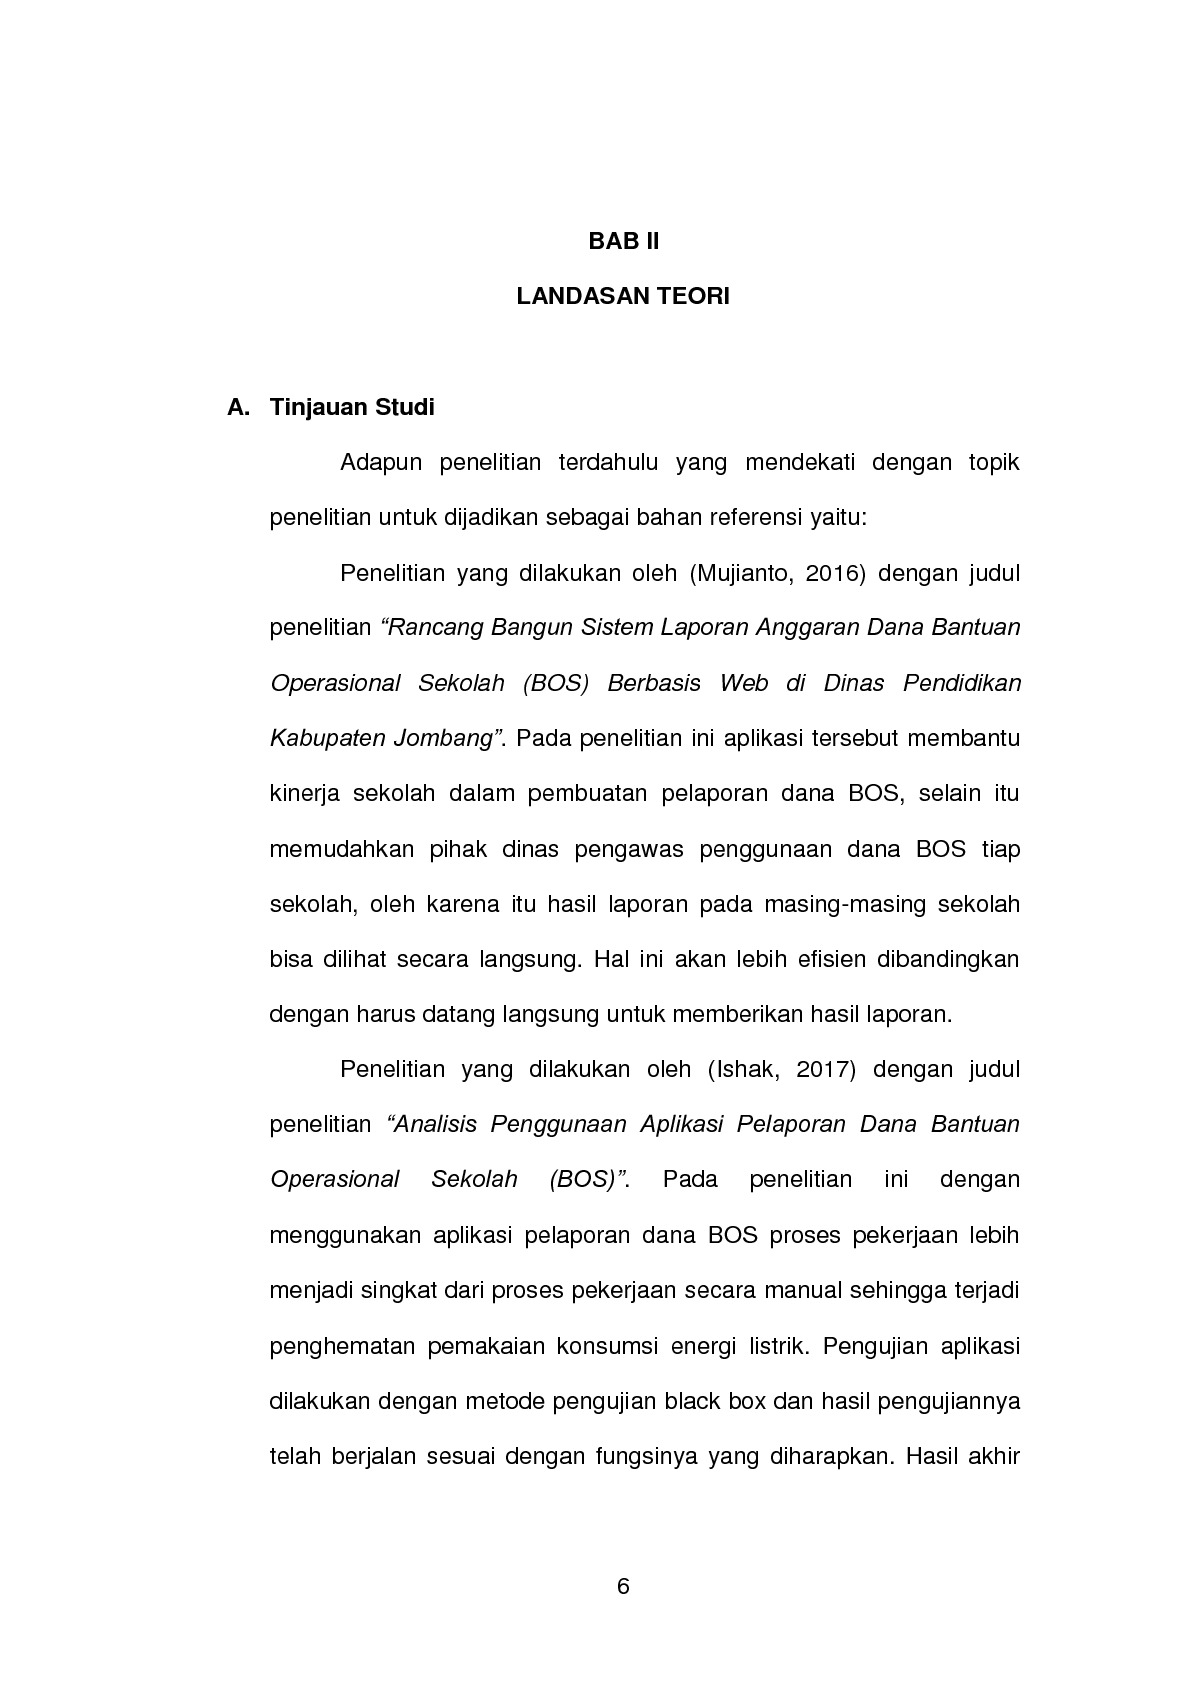 BAB II
LANDASAN TEORI
A. Tinjauan Studi
Adapun penelitian terdahulu yang mendekati dengan topik
penelitian untuk dijadikan sebagai bahan referensi yaitu:
Penelitian yang dilakukan oleh (Mujianto, 2016) dengan judul
penelitian “Rancang Bangun Sistem Laporan Anggaran Dana Bantuan
Operasional Sekolah (BOS) Berbasis Web di Dinas Pendidikan
Kabupaten Jombang”. Pada penelitian ini aplikasi tersebut membantu
kinerja sekolah dalam pembuatan pelaporan dana BOS, selain itu
memudahkan pihak dinas pengawas penggunaan dana BOS tiap
sekolah, oleh karena itu hasil laporan pada masing-masing sekolah
bisa dilihat secara langsung. Hal ini akan lebih efisien dibandingkan
dengan harus datang langsung untuk memberikan hasil laporan.
Penelitian yang dilakukan oleh (Ishak, 2017) dengan judul
penelitian “Analisis Penggunaan Aplikasi Pelaporan Dana Bantuan
Operasional Sekolah (BOS)”. Pada penelitian ini dengan
menggunakan aplikasi pelaporan dana BOS proses pekerjaan lebih
menjadi singkat dari proses pekerjaan secara manual sehingga terjadi
penghematan pemakaian konsumsi energi listrik. Pengujian aplikasi
dilakukan dengan metode pengujian black box dan hasil pengujiannya
telah berjalan sesuai dengan fungsinya yang diharapkan. Hasil akhir
6